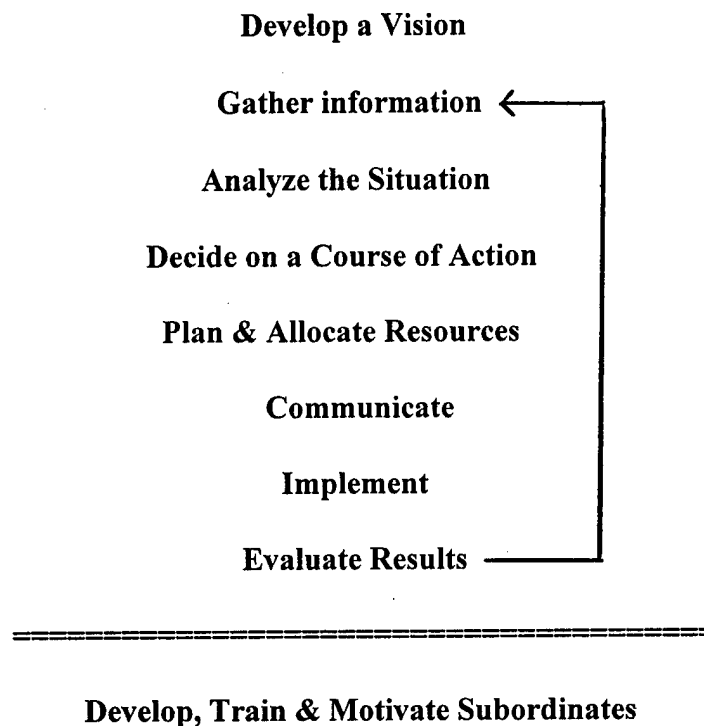 Develop a Vision
Gather information
Analyze the Situation
Decide on a Course of Action
Plan & Allocate Resources
Communicate
Implement
Evaluate Results
Develop, Train & Motivate Subordinates